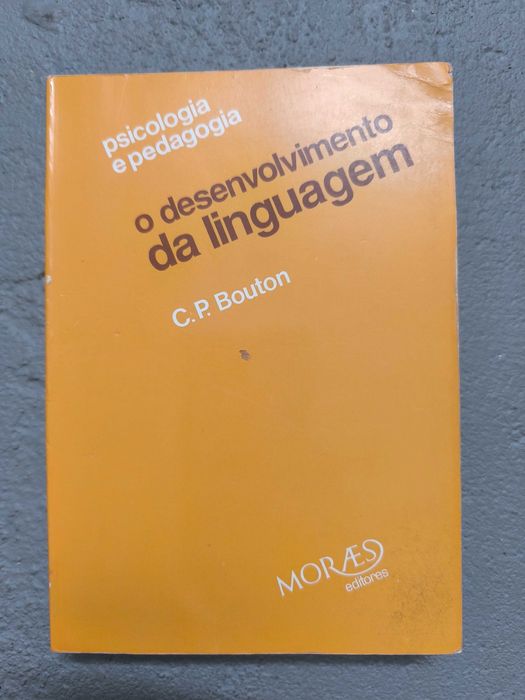 psicologia
e pedagogia
o desenvolvimento
da linguagem
C.P. Bouton
MORÆS
editores